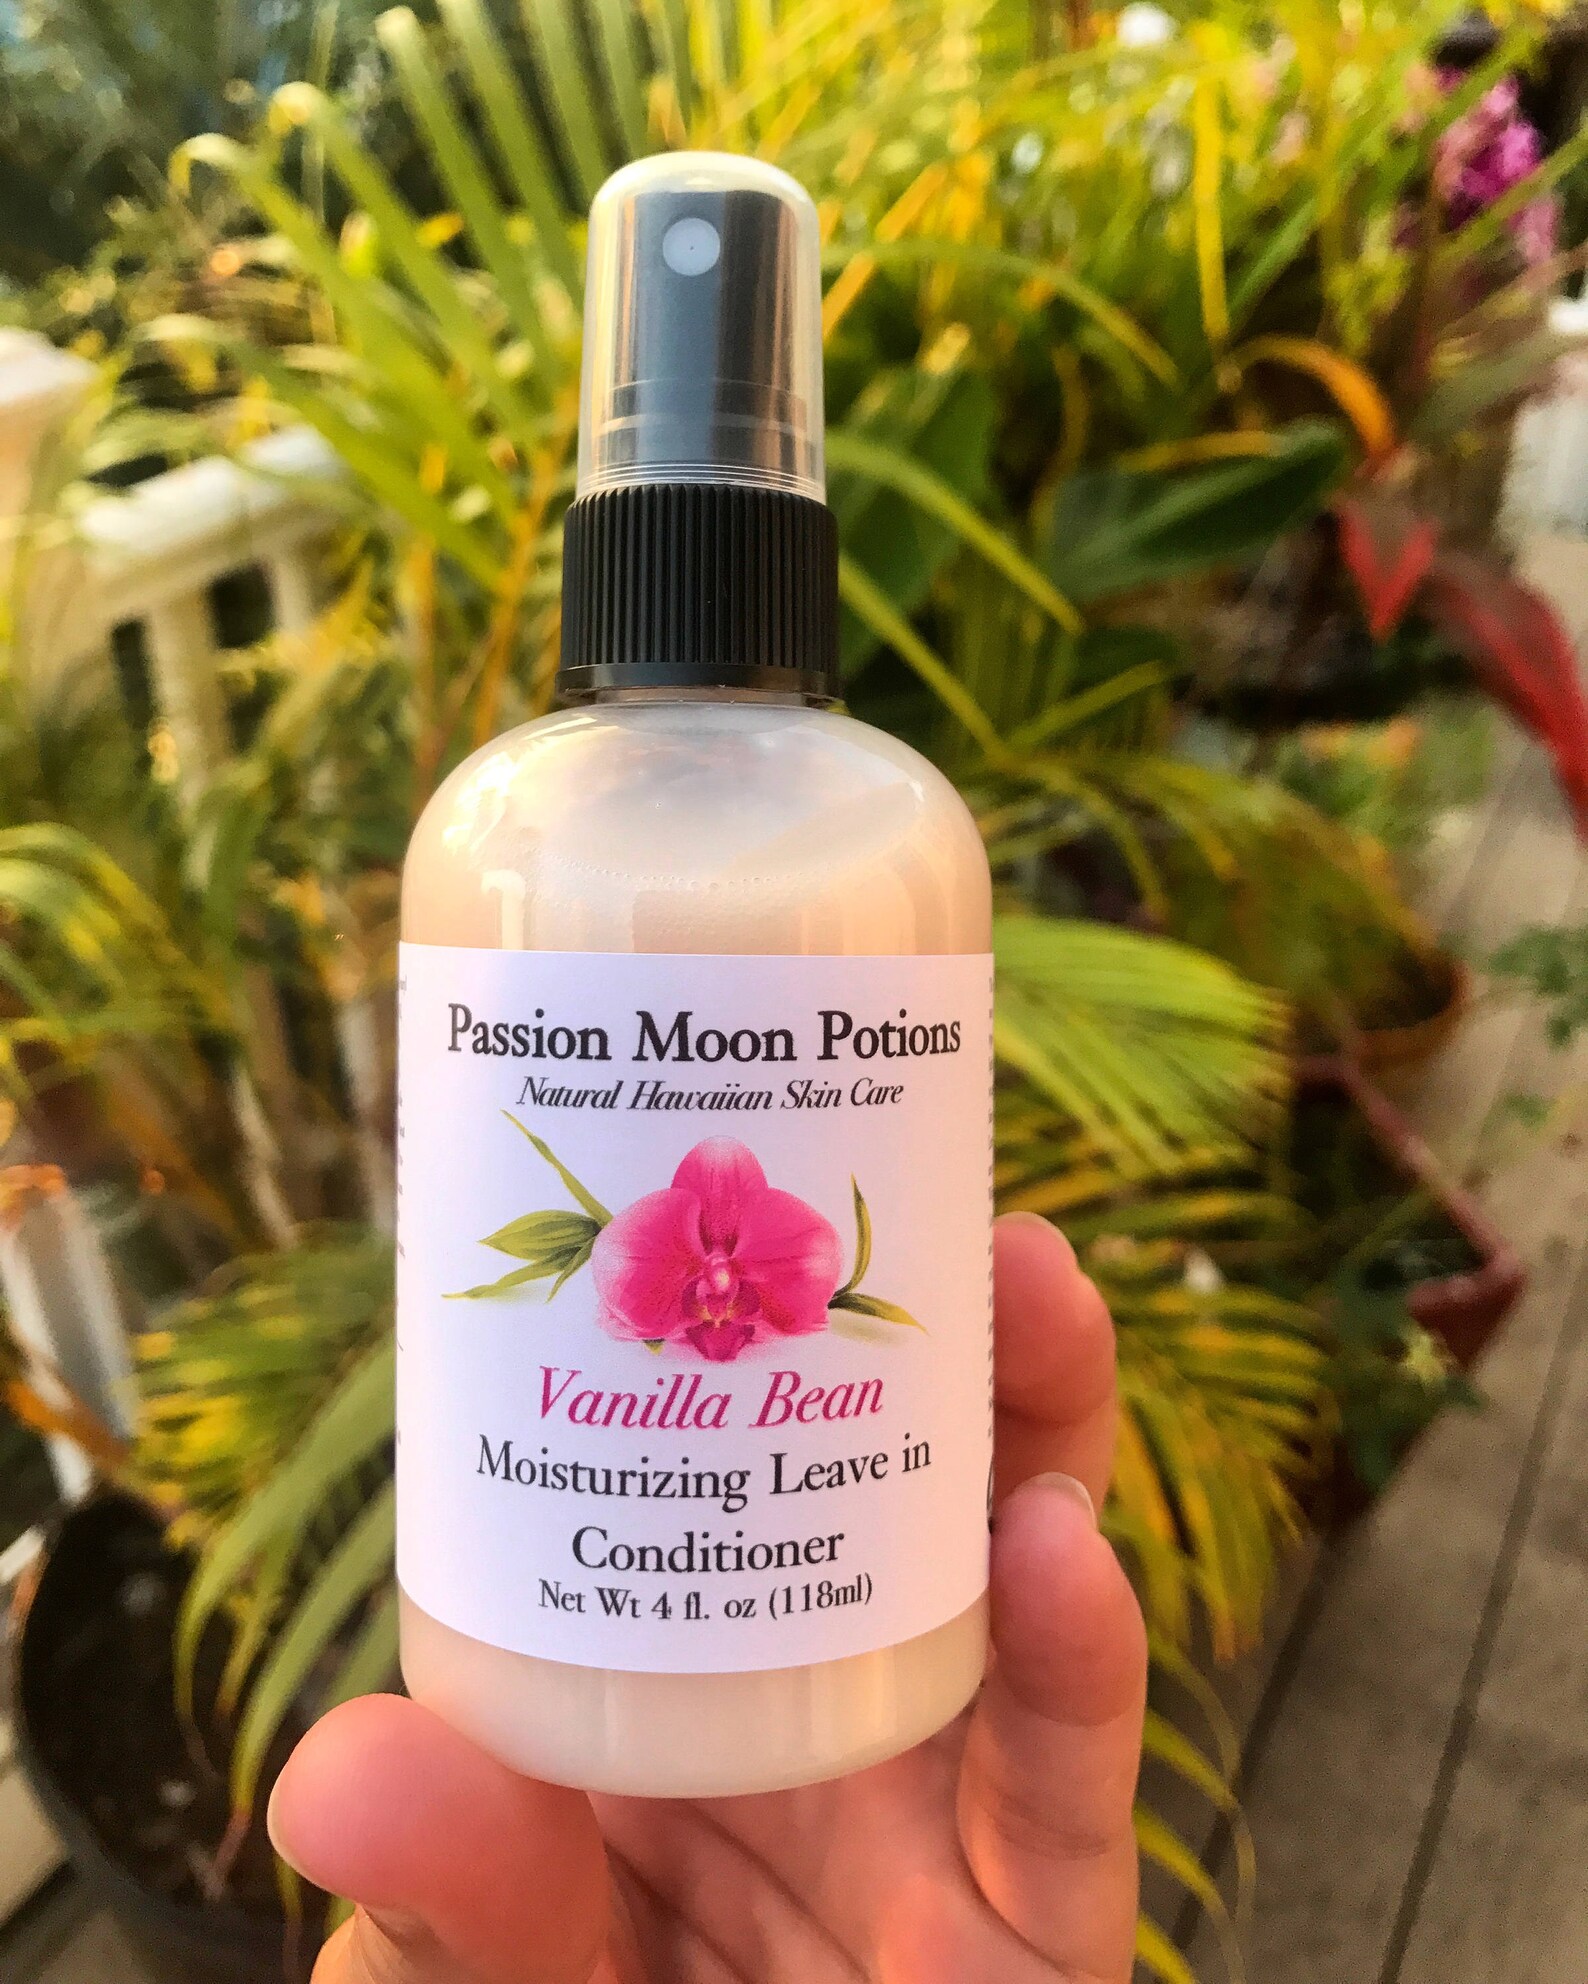 Passion Moon Potions
Natural Hawaiian Skin Care
Vanilla Bean
Moisturizing Leave in
Conditioner
Net Wt 4 fl. oz (118ml)